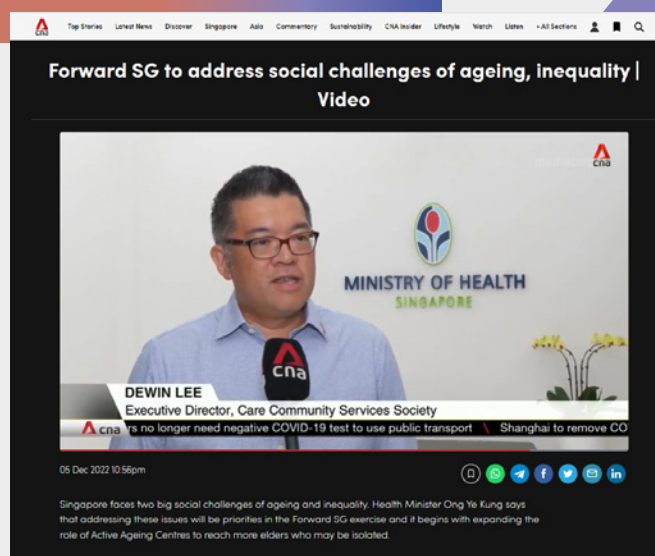 cna
Top Stories Latest News Discover Singapore Asia Commentary Sustainability CNA Insider Lifestyle Watch Listen + All Sections
Forward SG to address social challenges of ageing, inequality |
Video
cna
MINISTRY OF HEALTH
SINGAPORE
cna
DEWIN LEE
Executive Director, Care Community Services Society
cna rs no longer need negative COVID-19 test to use public transport \ Shanghai to remove CO
05 Dec 2022 10:56pm
Singapore faces two big social challenges of ageing and inequality. Health Minister Ong Ye Kung says
that addressing these issues will be priorities in the Forward SG exercise and it begins with expanding the
role of Active Ageing Centres to reach more elders who may be isolated.